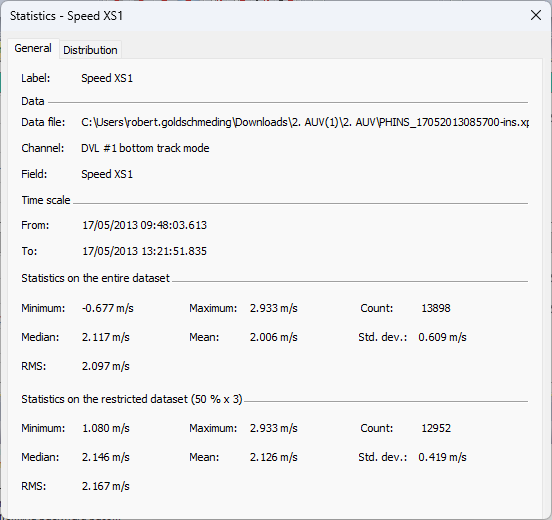 Statistics - Speed XS1
General Distribution
Label: Speed XS1
Data
Data file: C:\Users\robert.goldschmeding\Downloads\2. AUV(1)\2. AUV\PHINS_17052013085700-ins.xp
Channel: DVL #1 bottom track mode
Field: Speed XS1
Time scale
From: 17/05/2013 09:48:03.613
To: 17/05/2013 13:21:51.835
Statistics on the entire dataset
Minimum: -0.677 m/s Maximum: 2.933 m/s Count: 13898
Median: 2.117 m/s Mean: 2.006 m/s Std. dev.: 0.609 m/s
RMS: 2.097 m/s
Statistics on the restricted dataset (50 % x 3)
Minimum: 1.080 m/s Maximum: 2.933 m/s Count: 12952
Median: 2.146 m/s Mean: 2.126 m/s Std. dev.: 0.419 m/s
RMS: 2.167 m/s